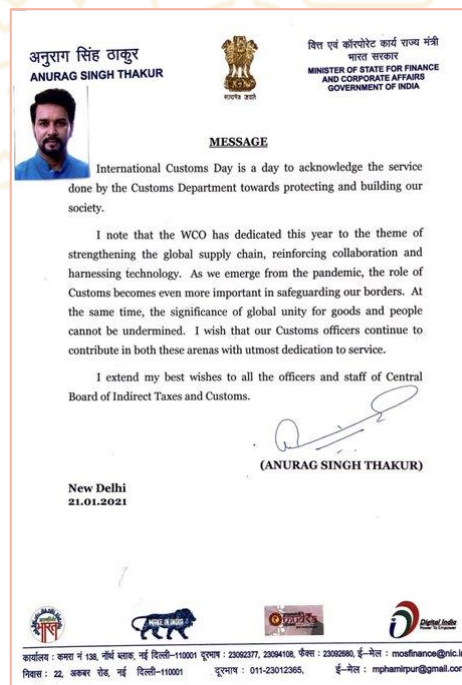 अनुराग सिंह ठाकुर
ANURAG SINGH THAKUR
सत्यमेव जयते
वित्त एवं कॉरपोरेट कार्य राज्य मंत्री
भारत सरकार
MINISTER OF STATE FOR FINANCE
AND CORPORATE AFFAIRS
GOVERNMENT OF INDIA
MESSAGE
International Customs Day is a day to acknowledge the service
done by the Customs Department towards protecting and building our
society.
I note that the WCO has dedicated this year to the theme of
strengthening the global supply chain, reinforcing collaboration and
harnessing technology. As we emerge from the pandemic, the role of
Customs becomes even more important in safeguarding our borders. At
the same time, the significance of global unity for goods and people
cannot be undermined. I wish that our Customs officers continue to
contribute in both these arenas with utmost dedication to service.
I extend my best wishes to all the officers and staff of Central
Board of Indirect Taxes and Customs.
(ANURAG SINGH THAKUR)
New Delhi
21.01.2021
भारत
MAKE IN INDIA
Digital India
Power To Empower
कार्यालय : कमरा नं 138, नॉर्थ ब्लाक, नई दिल्ली–110001 दूरभाष : 23092377, 23094108, फैक्स : 23092680, ई–मेल : mosfinance@nic.in
निवास : 22, अकबर रोड, नई दिल्ली–110001 दूरभाष : 011-23012365, ई–मेल : mphamirpur@gmail.com